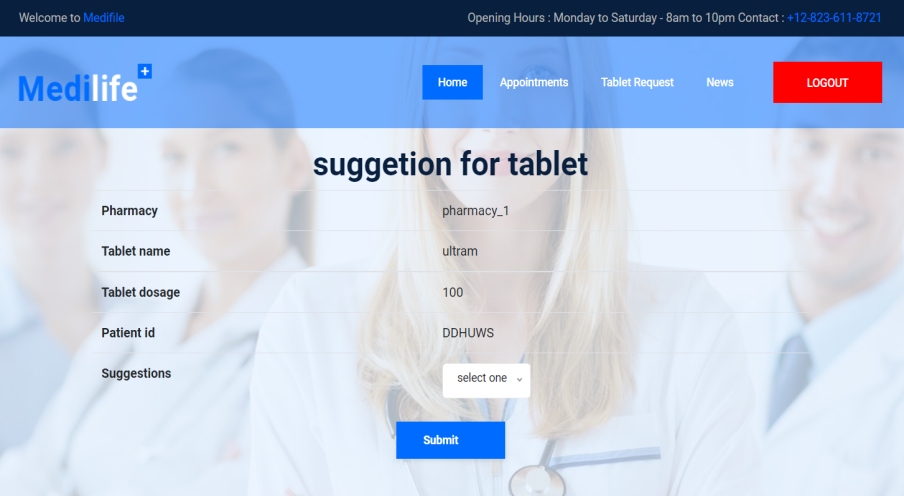 Welcome to Medifile
Opening Hours : Monday to Saturday - 8am to 10pm Contact : +12-823-611-8721
Medilife+
Home Appointments Tablet Request News LOGOUT
suggetion for tablet
Pharmacy pharmacy_1
Tablet name ultram
Tablet dosage 100
Patient id DDHUWS
Suggestions select one
Submit